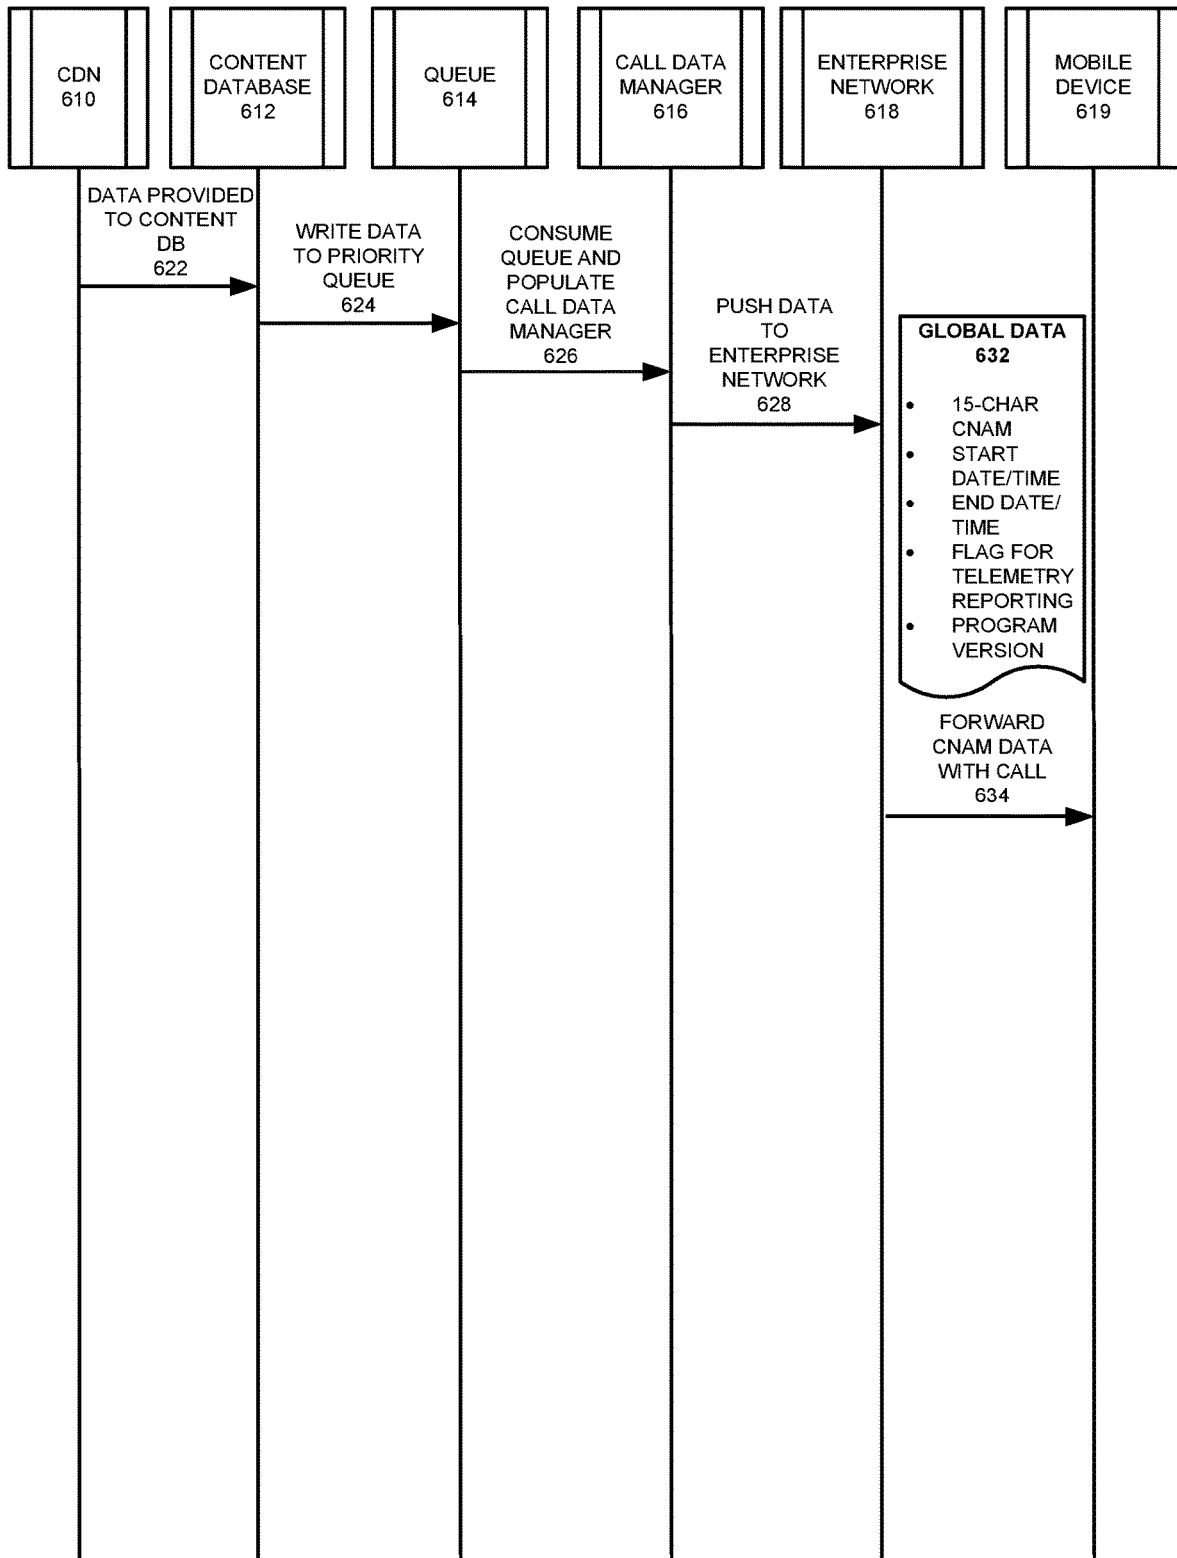 CDN
610
CONTENT
DATABASE
612
QUEUE
614
CALL DATA
MANAGER
616
ENTERPRISE
NETWORK
618
MOBILE
DEVICE
619
DATA PROVIDED
TO CONTENT
DB
622
WRITE DATA
TO PRIORITY
QUEUE
624
CONSUME
QUEUE AND
POPULATE
CALL DATA
MANAGER
626
PUSH DATA
TO
ENTERPRISE
NETWORK
628
GLOBAL DATA
632
• 15-CHAR
CNAM
• START
DATE/TIME
• END DATE/
TIME
• FLAG FOR
TELEMETRY
REPORTING
• PROGRAM
VERSION
FORWARD
CNAM DATA
WITH CALL
634